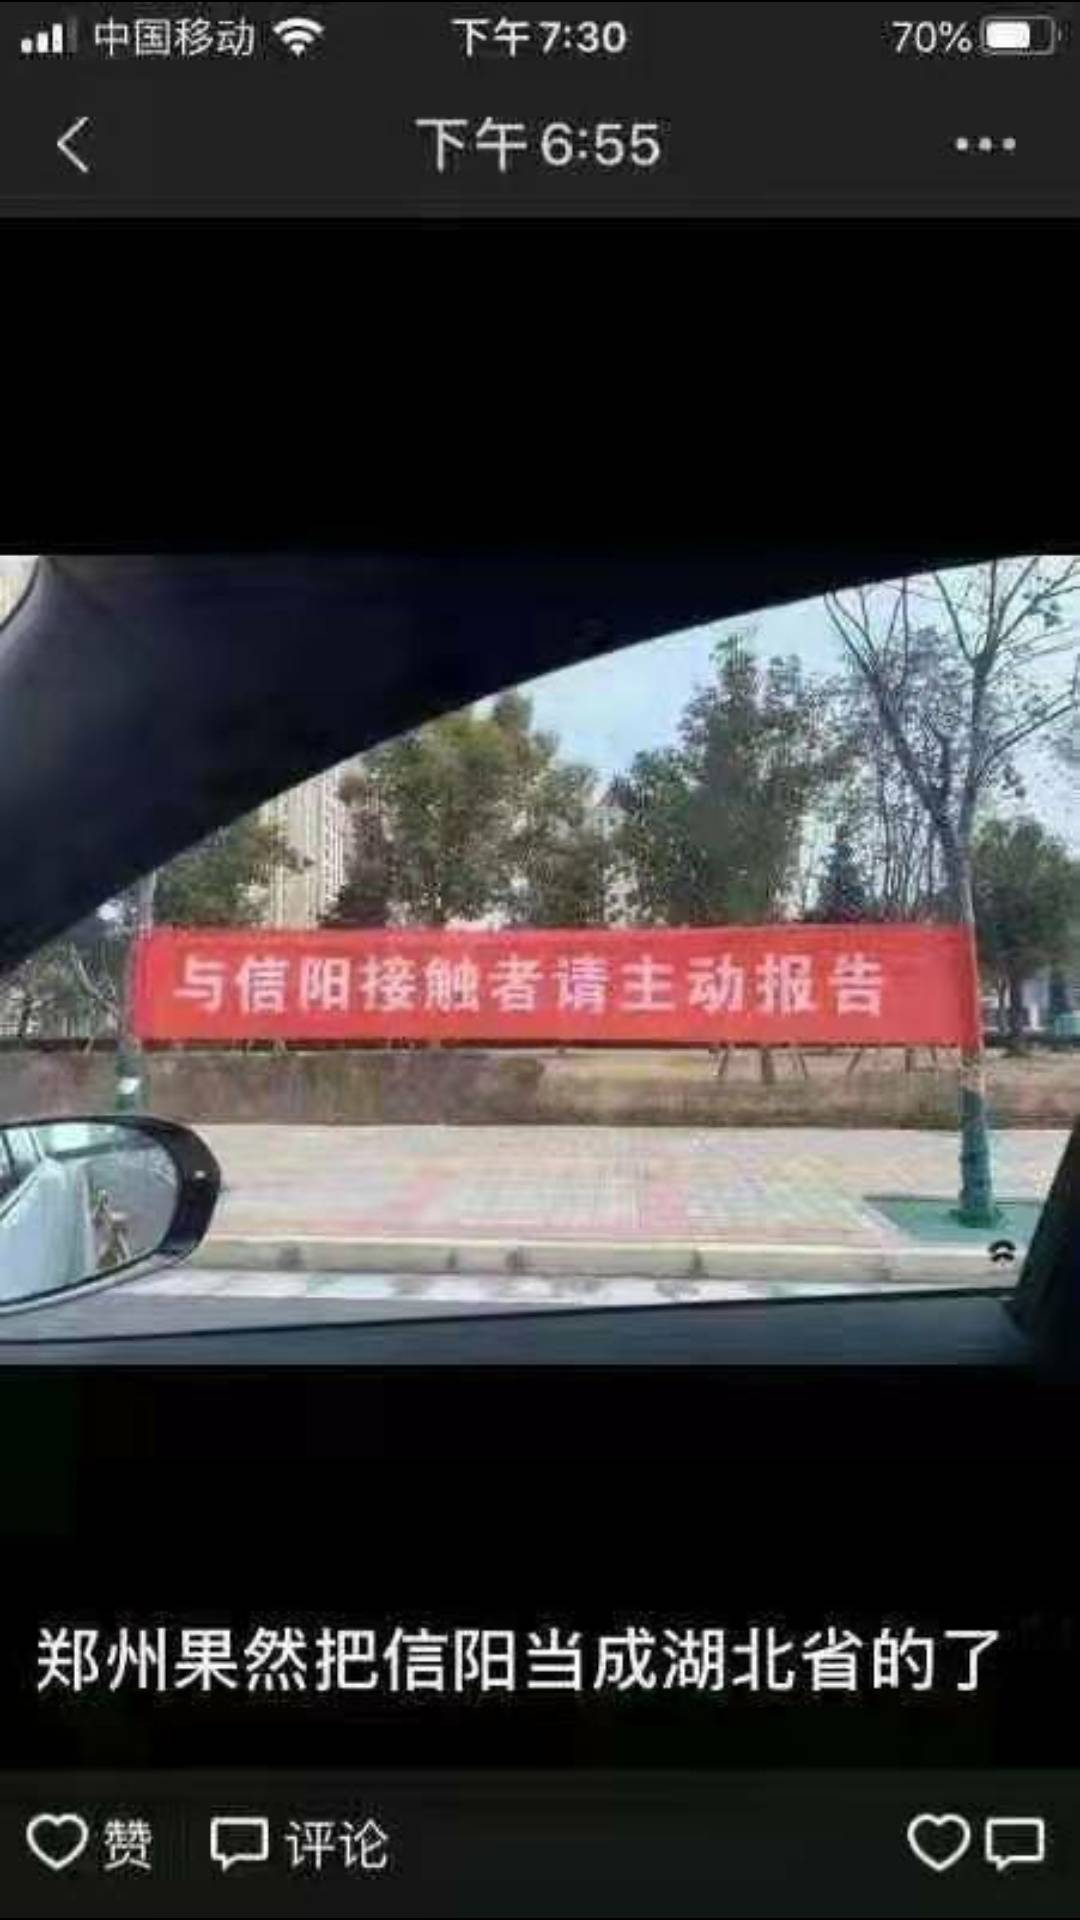 中国移动 下午7:30 70%
下午6:55
与信阳接触者请主动报告
郑州果然把信阳当成湖北省的了
赞 评论